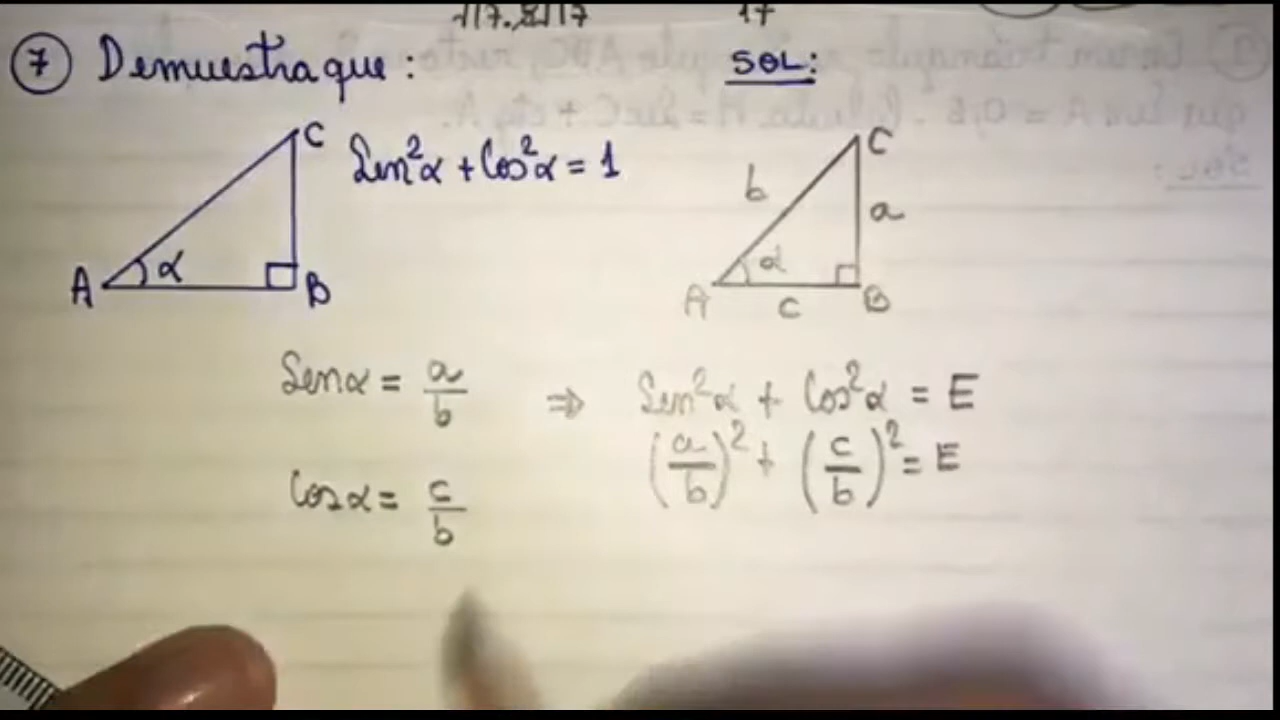 7 Demuestra que:
SOL:
C
Sen²α + Cos²α = 1
A α B
C
b
a
α
A c B
Senα = a/b ⇒ Sen²α + Cos²α = E
(a/b)² + (c/b)² = E
Cosα = c/b